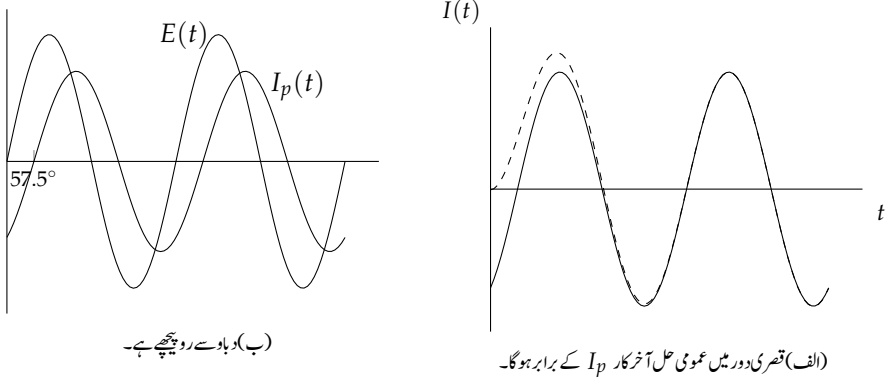 I(t)
t
(الف) قصری دور میں عمومی حل آخر کار I_p کے برابر ہو گا۔
E(t)
I_p(t)
57.5°
(ب) دباو سے رو پیچھے ہے۔